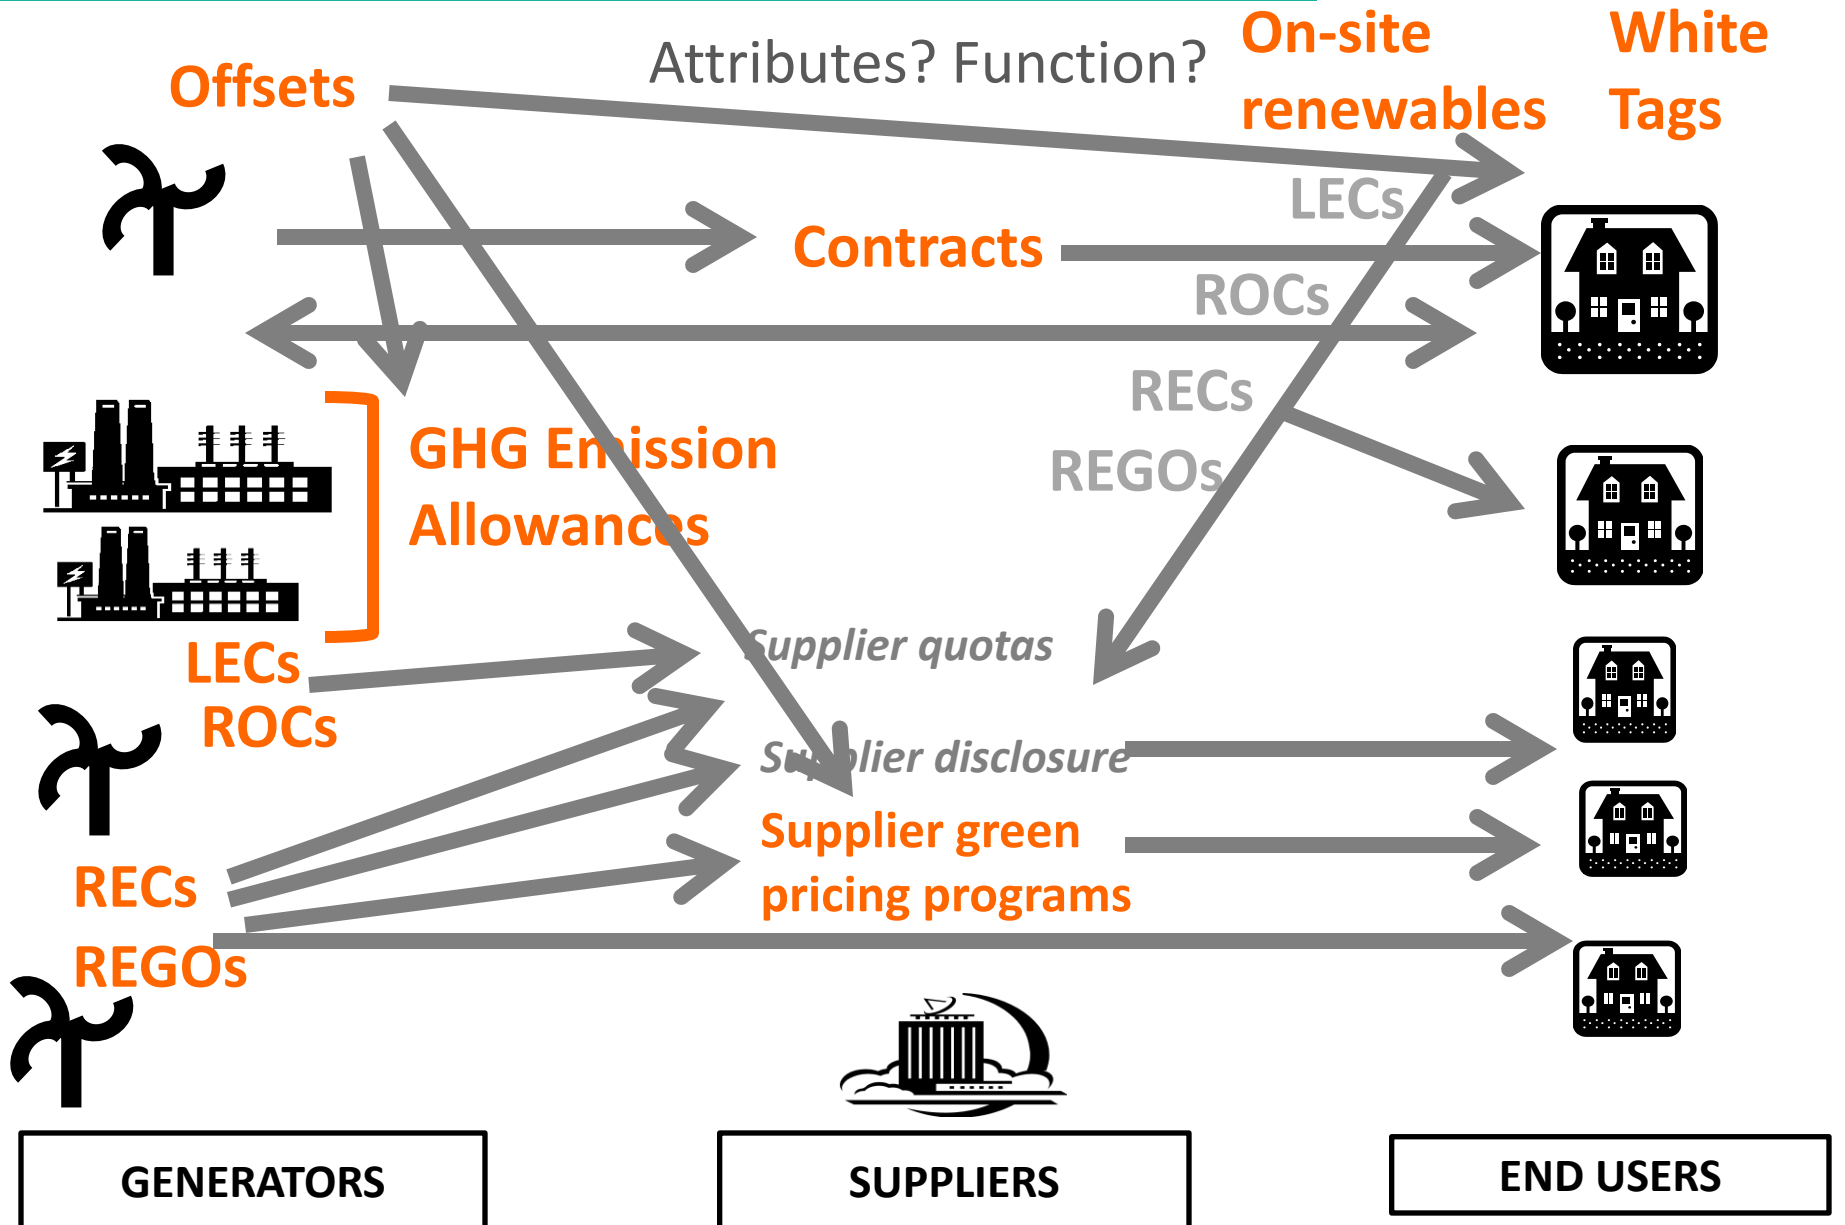 On-site
renewables
White
Tags
Attributes? Function?
Offsets
LECs
Contracts
ROCs
RECs
GHG Emission
Allowances
REGOs
Supplier quotas
LECs
ROCs
Supplier disclosure
Supplier green
pricing programs
RECs
REGOs
GENERATORS
SUPPLIERS
END USERS